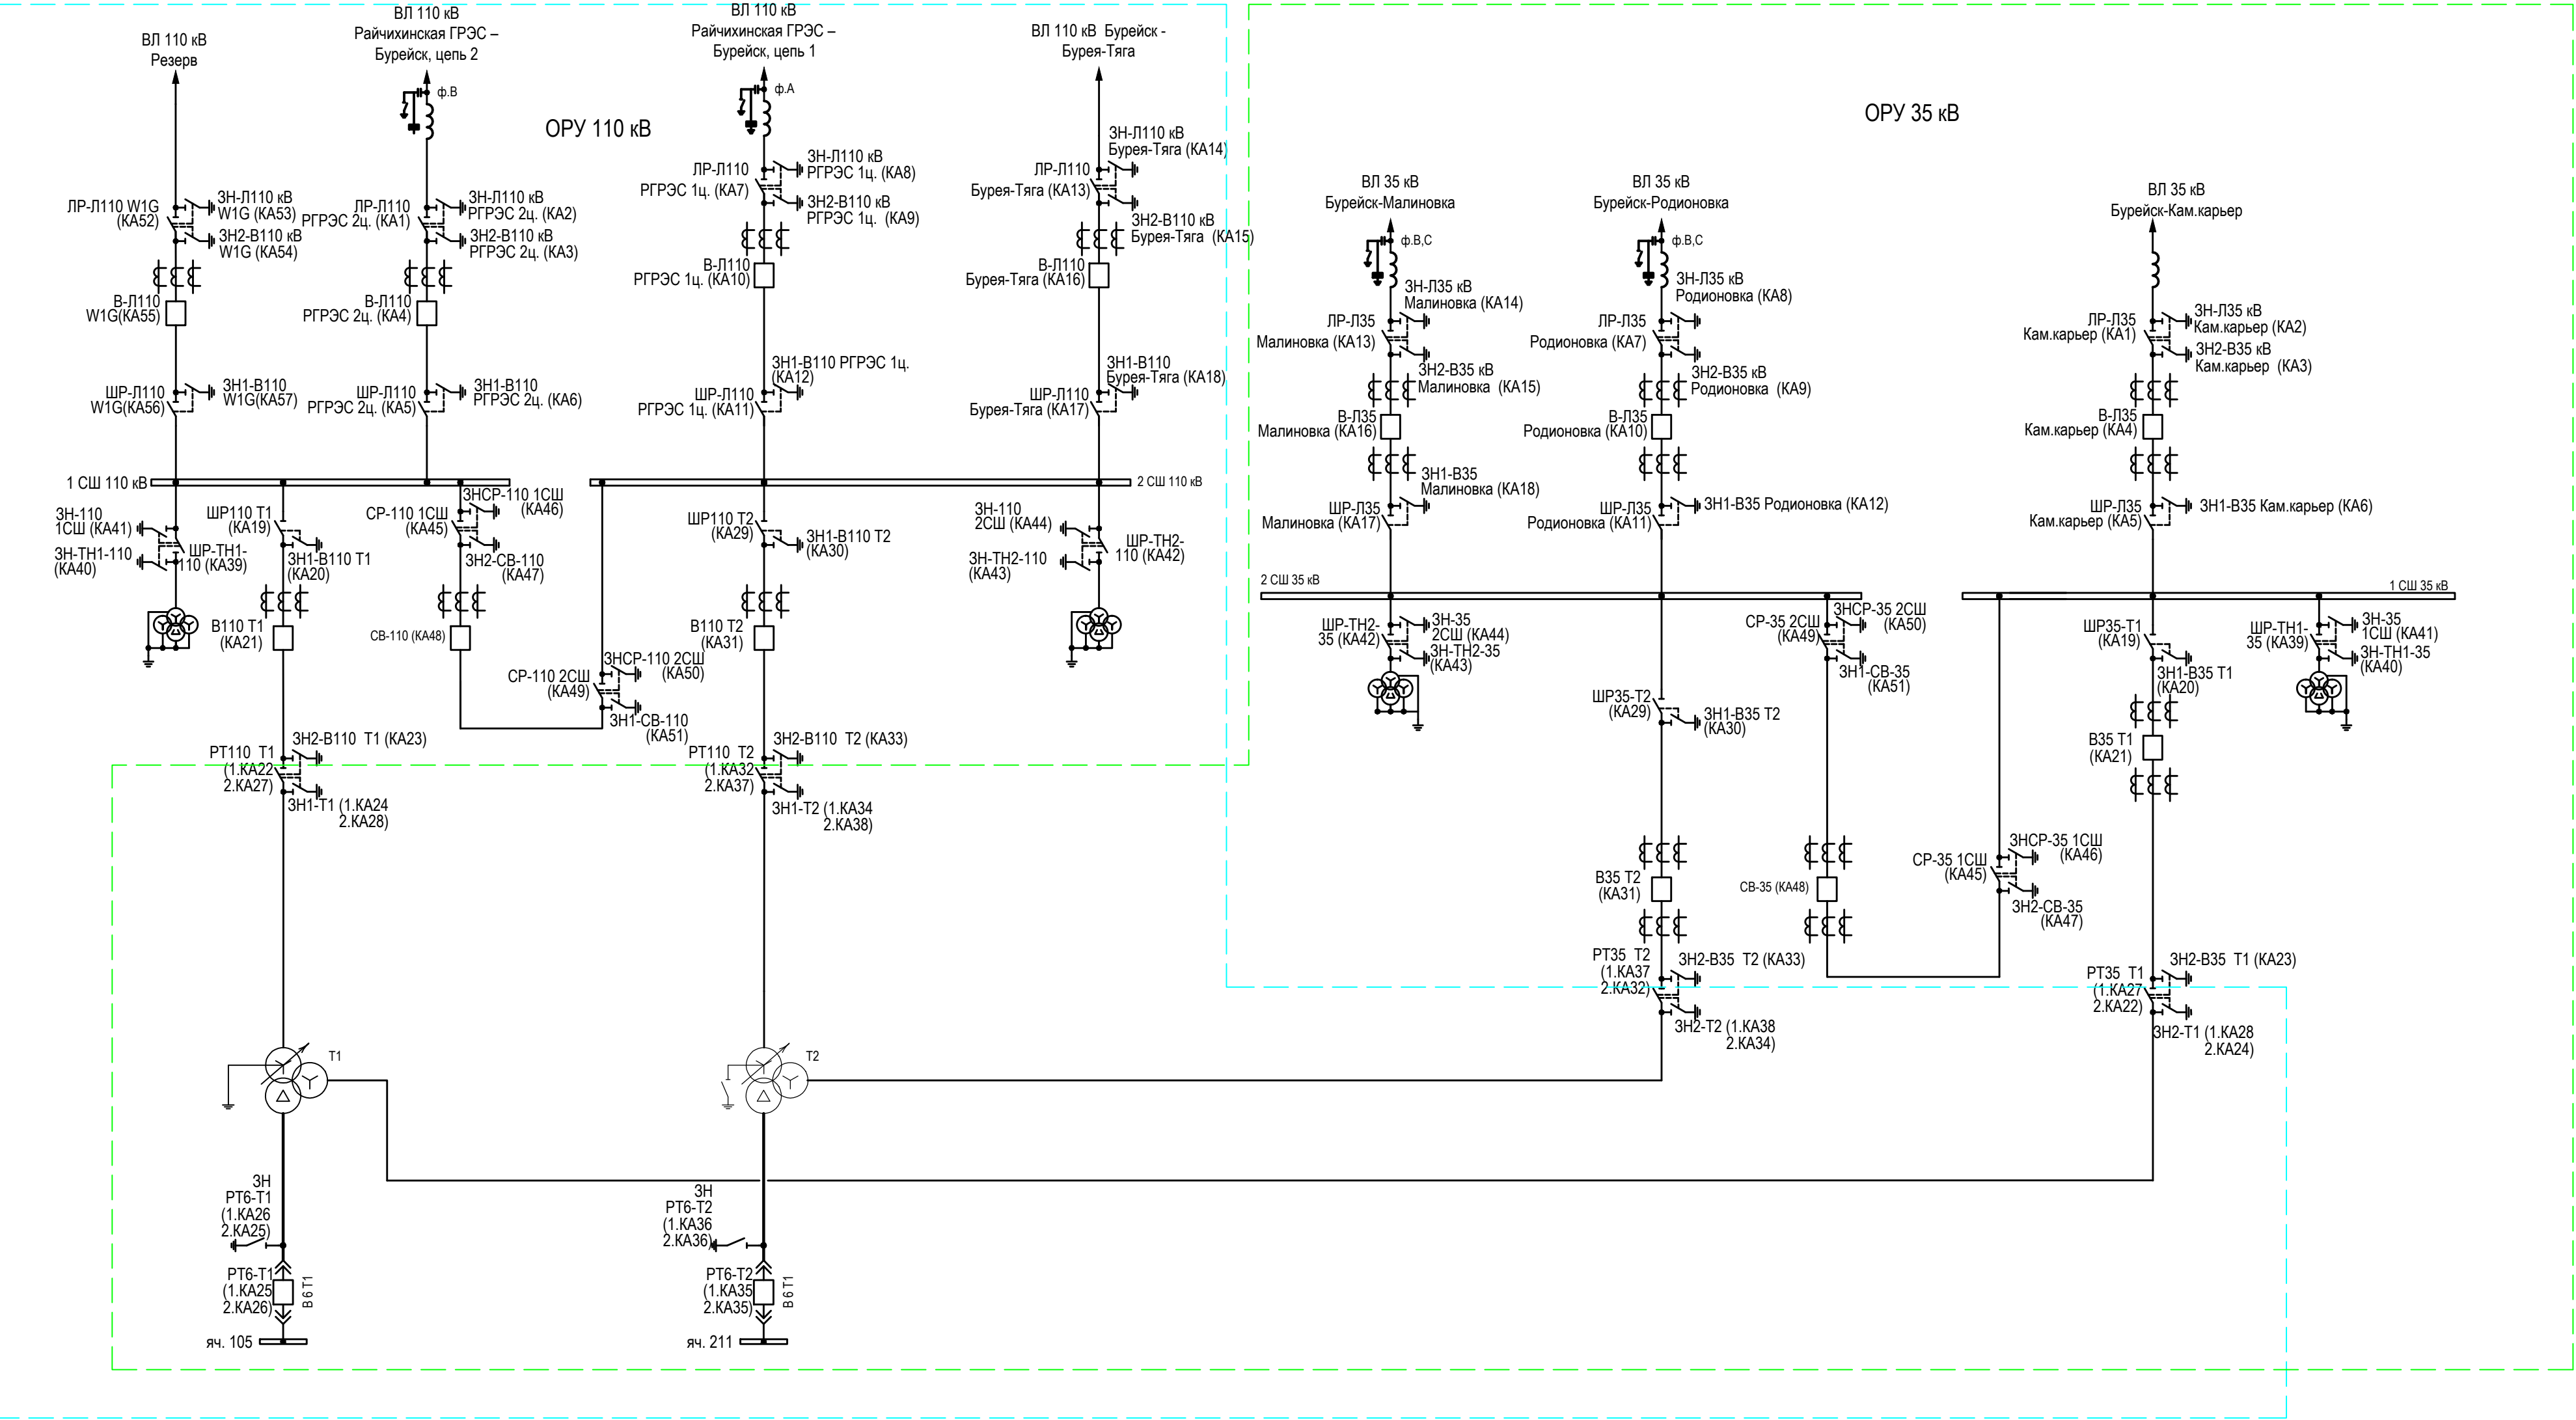 ВЛ 110 кВ
Резерв
ВЛ 110 кВ
Райчихинская ГРЭС –
Бурейск, цепь 2
ВЛ 110 кВ
Райчихинская ГРЭС –
Бурейск, цепь 1
ВЛ 110 кВ Бурейск -
Бурея-Тяга
ф.В
ф.А
ОРУ 110 кВ
ОРУ 35 кВ
ЛР-Л110 W1G
(КА52)
ЗН-Л110 кВ
W1G (КА53)
ЗН2-В110 кВ
W1G (КА54)
В-Л110
W1G(КА55)
ШР-Л110
W1G(КА56)
ЗН1-В110
W1G(КА57)
ЛР-Л110
РГРЭС 2ц. (КА1)
ЗН-Л110 кВ
РГРЭС 2ц. (КА2)
ЗН2-В110 кВ
РГРЭС 2ц. (КА3)
В-Л110
РГРЭС 2ц. (КА4)
ШР-Л110
РГРЭС 2ц. (КА5)
ЗН1-В110
РГРЭС 2ц. (КА6)
ЛР-Л110
РГРЭС 1ц. (КА7)
ЗН-Л110 кВ
РГРЭС 1ц. (КА8)
ЗН2-В110 кВ
РГРЭС 1ц. (КА9)
В-Л110
РГРЭС 1ц. (КА10)
ЗН1-В110 РГРЭС 1ц.
(КА12)
ШР-Л110
РГРЭС 1ц. (КА11)
ЗН-Л110 кВ
Бурея-Тяга (КА14)
ЛР-Л110
Бурея-Тяга (КА13)
ЗН2-В110 кВ
Бурея-Тяга (КА15)
В-Л110
Бурея-Тяга (КА16)
ЗН1-В110
Бурея-Тяга (КА18)
ШР-Л110
Бурея-Тяга (КА17)
1 СШ 110 кВ
2 СШ 110 кВ
ЗН-110
1СШ (КА41)
ЗН-ТН1-110
(КА40)
ШР-ТН1-
110 (КА39)
ШР110 Т1
(КА19)
ЗН1-В110 Т1
(КА20)
В110 Т1
(КА21)
СР-110 1СШ
(КА45)
ЗНСР-110 1СШ
(КА46)
ЗН2-СВ-110
(КА47)
СВ-110 (КА48)
СР-110 2СШ
(КА49)
ЗНСР-110 2СШ
(КА50)
ЗН1-СВ-110
(КА51)
ШР110 Т2
(КА29)
ЗН1-В110 Т2
(КА30)
В110 Т2
(КА31)
ЗН-110
2СШ (КА44)
ЗН-ТН2-110
(КА43)
ШР-ТН2-
110 (КА42)
РТ110 Т1
(1.КА22
2.КА27)
ЗН2-В110 Т1 (КА23)
ЗН1-Т1 (1.КА24
2.КА28)
РТ110 Т2
(1.КА32
2.КА37)
ЗН2-В110 Т2 (КА33)
ЗН1-Т2 (1.КА34
2.КА38)
Т1
Т2
ЗН
РТ6-Т1
(1.КА26
2.КА25)
РТ6-Т1
(1.КА25
2.КА26)
В 6 Т1
яч. 105
ЗН
РТ6-Т2
(1.КА36
2.КА36)
РТ6-Т2
(1.КА35
2.КА35)
В 6 Т1
яч. 211
ВЛ 35 кВ
Бурейск-Малиновка
ф.В,С
ЗН-Л35 кВ
Малиновка (КА14)
ЛР-Л35
Малиновка (КА13)
ЗН2-В35 кВ
Малиновка (КА15)
В-Л35
Малиновка (КА16)
ЗН1-В35
Малиновка (КА18)
ШР-Л35
Малиновка (КА17)
ВЛ 35 кВ
Бурейск-Родионовка
ф.В,С
ЗН-Л35 кВ
Родионовка (КА8)
ЛР-Л35
Родионовка (КА7)
ЗН2-В35 кВ
Родионовка (КА9)
В-Л35
Родионовка (КА10)
ЗН1-В35 Родионовка (КА12)
ШР-Л35
Родионовка (КА11)
ВЛ 35 кВ
Бурейск-Кам.карьер
ЗН-Л35 кВ
Кам.карьер (КА2)
ЛР-Л35
Кам.карьер (КА1)
ЗН2-В35 кВ
Кам.карьер (КА3)
В-Л35
Кам.карьер (КА4)
ЗН1-В35 Кам.карьер (КА6)
ШР-Л35
Кам.карьер (КА5)
2 СШ 35 кВ
1 СШ 35 кВ
ШР-ТН2-
35 (КА42)
ЗН-35
2СШ (КА44)
ЗН-ТН2-35
(КА43)
ШР35-Т2
(КА29)
ЗН1-В35 Т2
(КА30)
СР-35 2СШ
(КА49)
ЗНСР-35 2СШ
(КА50)
ЗН1-СВ-35
(КА51)
ШР35-Т1
(КА19)
ЗН1-В35 Т1
(КА20)
В35 Т1
(КА21)
ШР-ТН1-
35 (КА39)
ЗН-35
1СШ (КА41)
ЗН-ТН1-35
(КА40)
В35 Т2
(КА31)
СВ-35 (КА48)
СР-35 1СШ
(КА45)
ЗНСР-35 1СШ
(КА46)
ЗН2-СВ-35
(КА47)
РТ35 Т2
(1.КА37
2.КА32)
ЗН2-В35 Т2 (КА33)
ЗН2-Т2 (1.КА38
2.КА34)
РТ35 Т1
(1.КА27
2.КА22)
ЗН2-В35 Т1 (КА23)
ЗН2-Т1 (1.КА28
2.КА24)